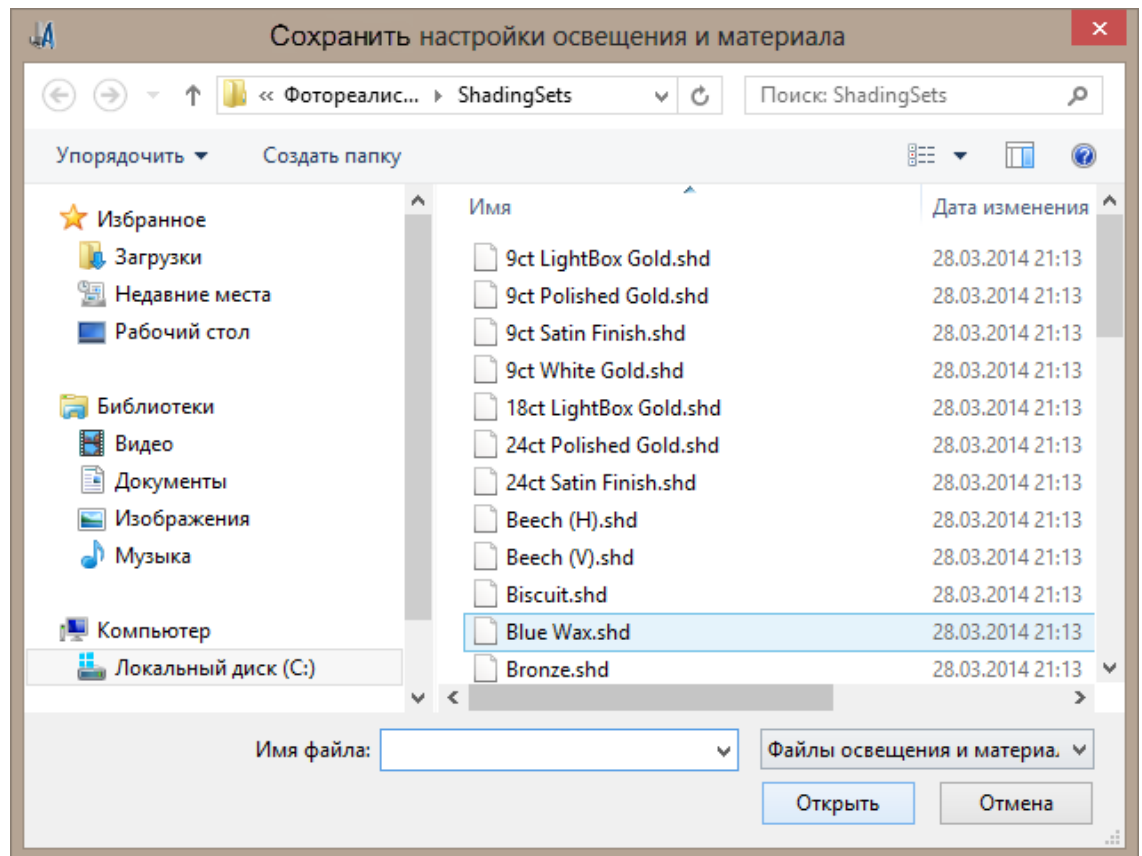 Сохранить настройки освещения и материала
« Фотореалис... ShadingSets
Поиск: ShadingSets
Упорядочить
Создать папку
Избранное
Загрузки
Недавние места
Рабочий стол
Библиотеки
Видео
Документы
Изображения
Музыка
Компьютер
Локальный диск (C:)
Имя Дата изменения
9ct LightBox Gold.shd 28.03.2014 21:13
9ct Polished Gold.shd 28.03.2014 21:13
9ct Satin Finish.shd 28.03.2014 21:13
9ct White Gold.shd 28.03.2014 21:13
18ct LightBox Gold.shd 28.03.2014 21:13
24ct Polished Gold.shd 28.03.2014 21:13
24ct Satin Finish.shd 28.03.2014 21:13
Beech (H).shd 28.03.2014 21:13
Beech (V).shd 28.03.2014 21:13
Biscuit.shd 28.03.2014 21:13
Blue Wax.shd 28.03.2014 21:13
Bronze.shd 28.03.2014 21:13
Имя файла:
Файлы освещения и материа.
Открыть Отмена